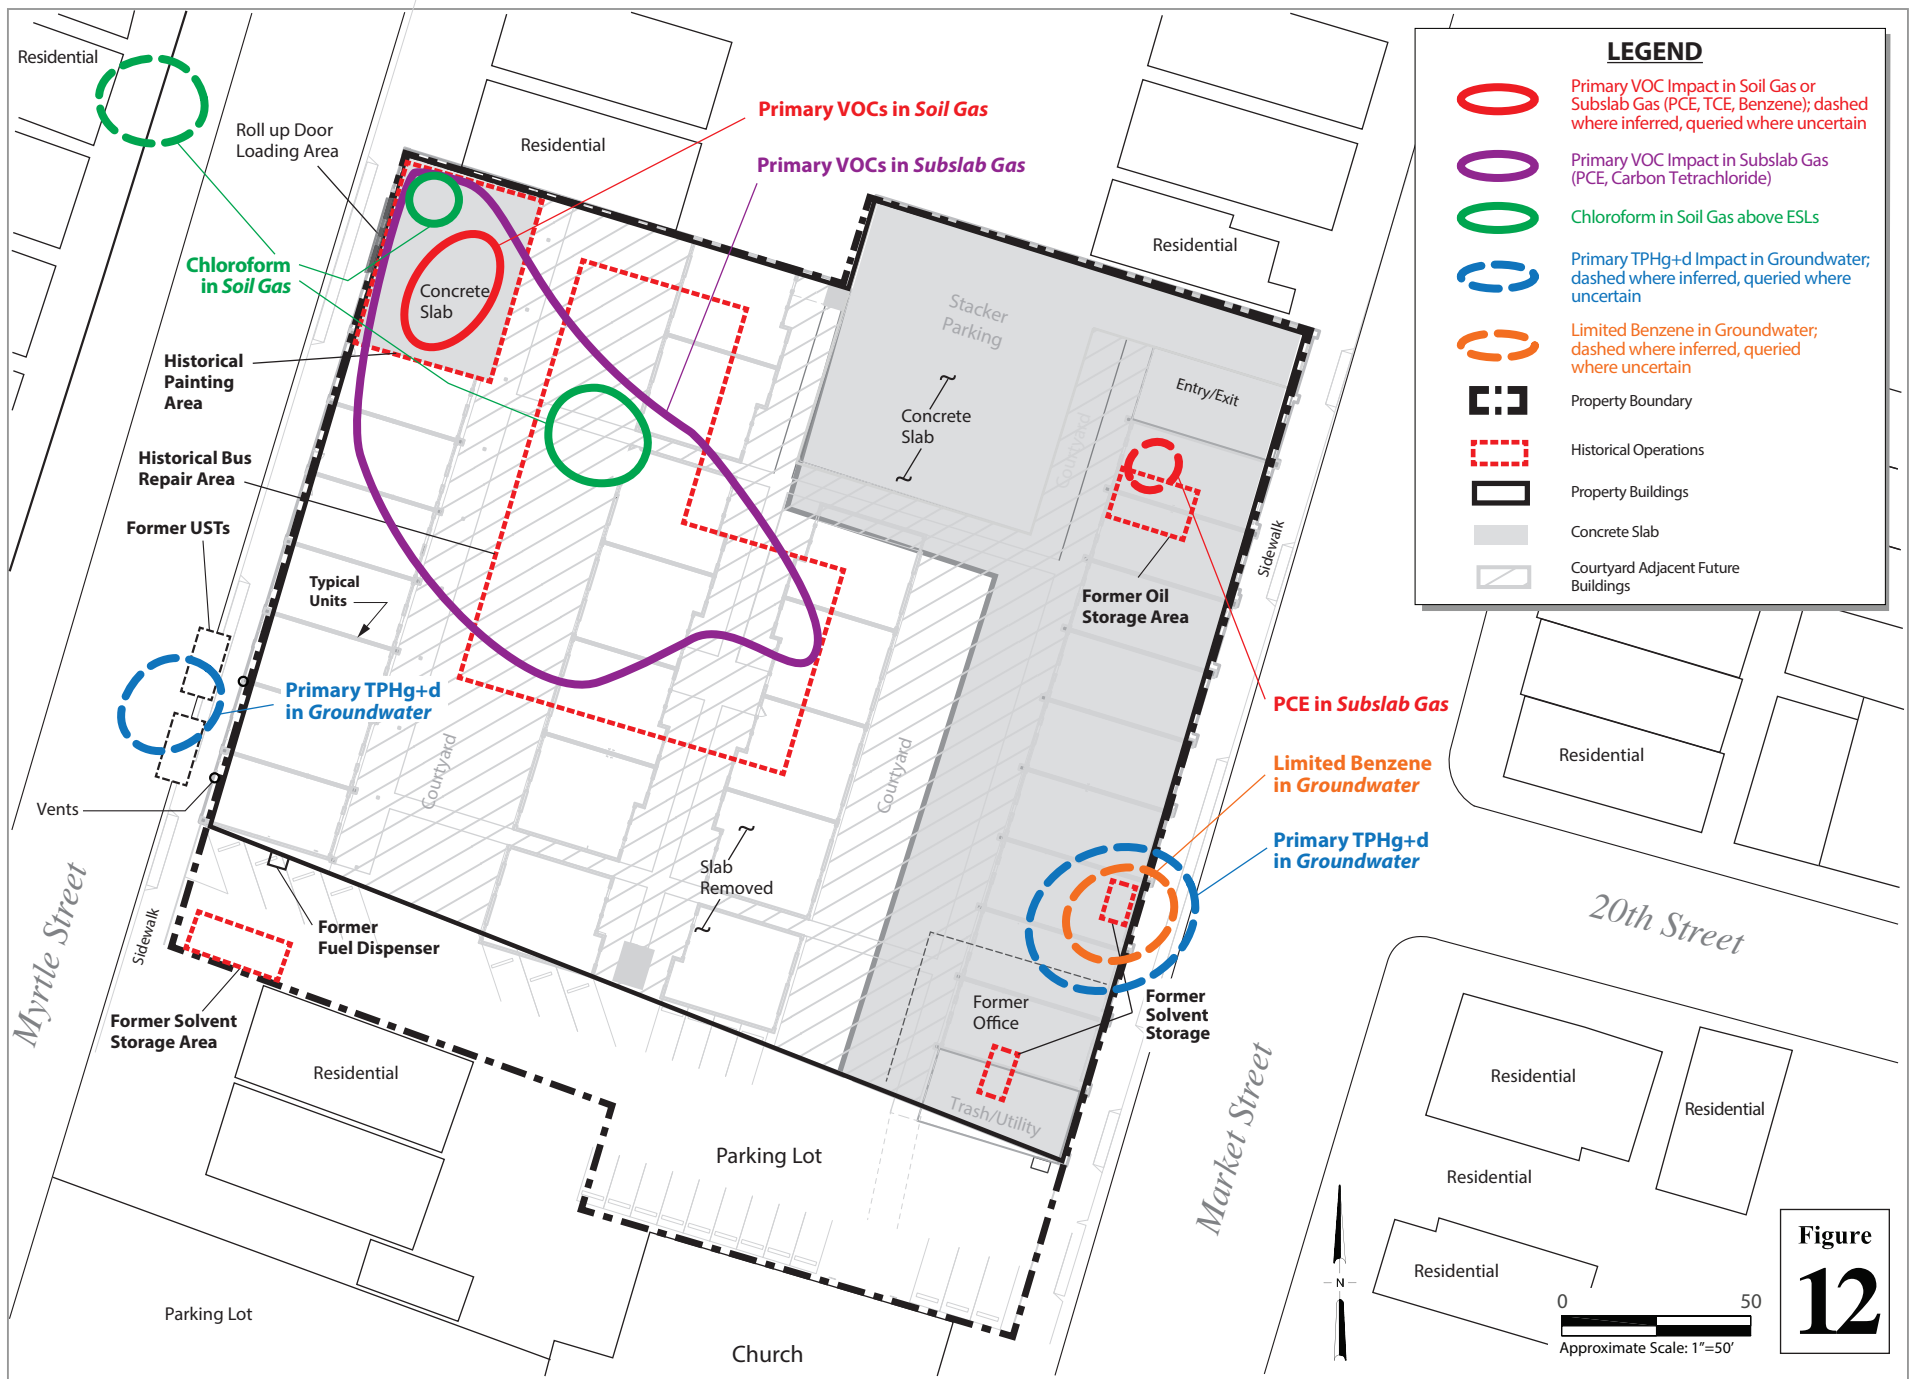 Residential
Roll up Door
Loading Area
Residential
Primary VOCs in Soil Gas
Primary VOCs in Subslab Gas
Residential
Chloroform
in Soil Gas
Concrete
Slab
Historical
Painting
Area
Historical Bus
Repair Area
Former USTs
Typical
Units
Primary TPHg+d
in Groundwater
Vents
Stacker
Parking
Concrete
Slab
Courtyard
Entry/Exit
Former Oil
Storage Area
Sidewalk
PCE in Subslab Gas
Limited Benzene
in Groundwater
Primary TPHg+d
in Groundwater
Courtyard
Courtyard
Slab
Removed
Former
Fuel Dispenser
Sidewalk
Myrtle Street
Former Solvent
Storage Area
Former
Office
Former
Solvent
Storage
Trash/Utility
Market Street
20th Street
Residential
Residential
Residential
Residential
Residential
Residential
Parking Lot
Parking Lot
Church
LEGEND
Primary VOC Impact in Soil Gas or
Subslab Gas (PCE, TCE, Benzene); dashed
where inferred, queried where uncertain
Primary VOC Impact in Subslab Gas
(PCE, Carbon Tetrachloride)
Chloroform in Soil Gas above ESLs
Primary TPHg+d Impact in Groundwater;
dashed where inferred, queried where
uncertain
Limited Benzene in Groundwater;
dashed where inferred, queried
where uncertain
Property Boundary
Historical Operations
Property Buildings
Concrete Slab
Courtyard Adjacent Future
Buildings
N
0 50
Approximate Scale: 1"=50'
Figure
12